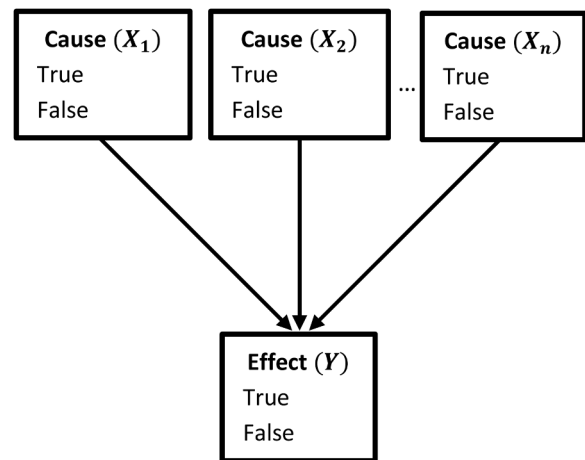 Cause (X₁)
True
False
Cause (X₂)
True
False
...
Cause (Xₙ)
True
False
Effect (Y)
True
False